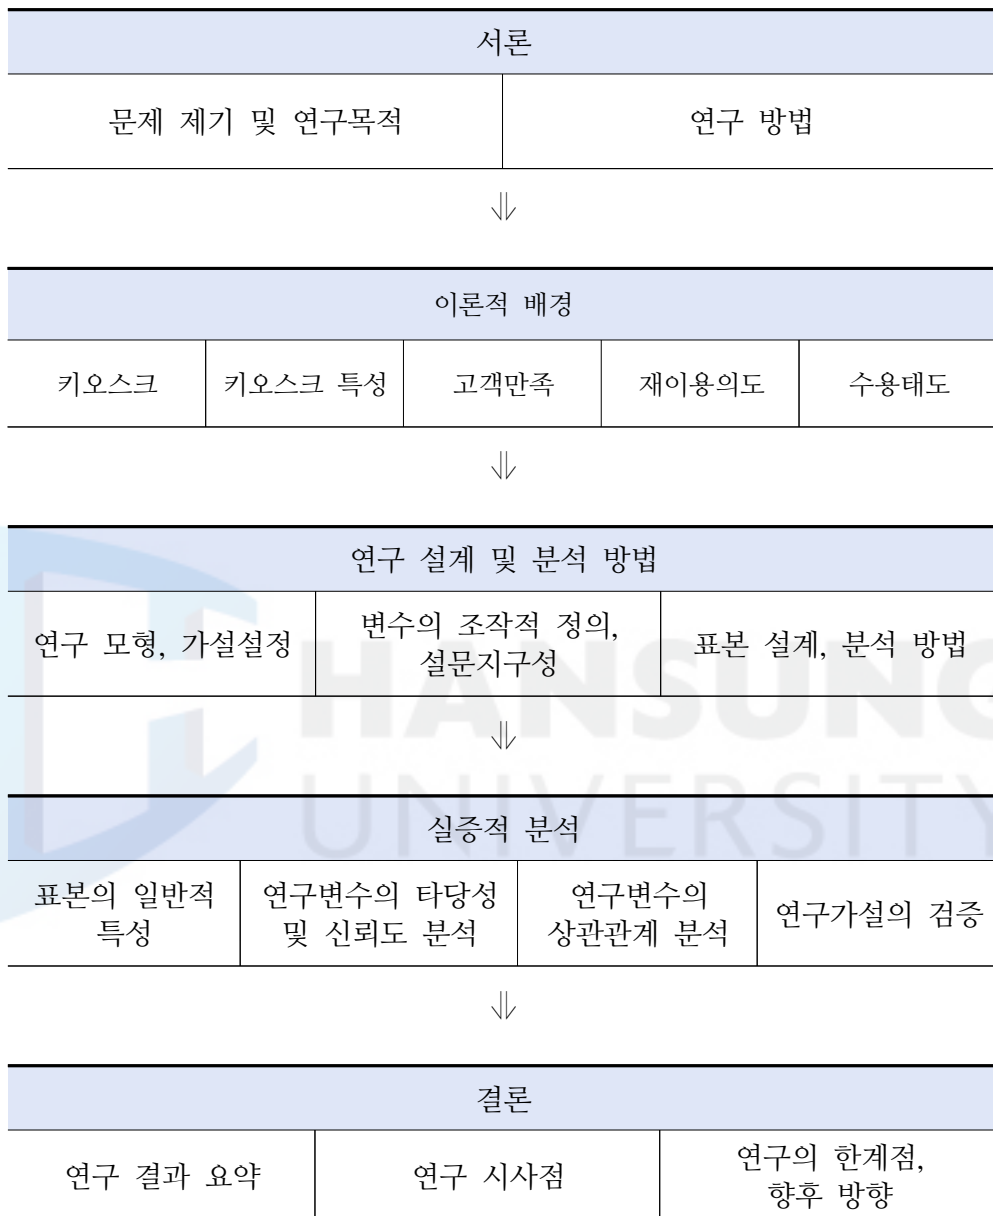 서론
문제 제기 및 연구목적
연구 방법
⇓
이론적 배경
키오스크
키오스크 특성
고객만족
재이용의도
수용태도
⇓
연구 설계 및 분석 방법
연구 모형, 가설설정
변수의 조작적 정의,
설문지구성
표본 설계, 분석 방법
⇓
실증적 분석
표본의 일반적
특성
연구변수의 타당성
및 신뢰도 분석
연구변수의
상관관계 분석
연구가설의 검증
⇓
결론
연구 결과 요약
연구 시사점
연구의 한계점,
향후 방향
HANSUNG
UNIVERSITY